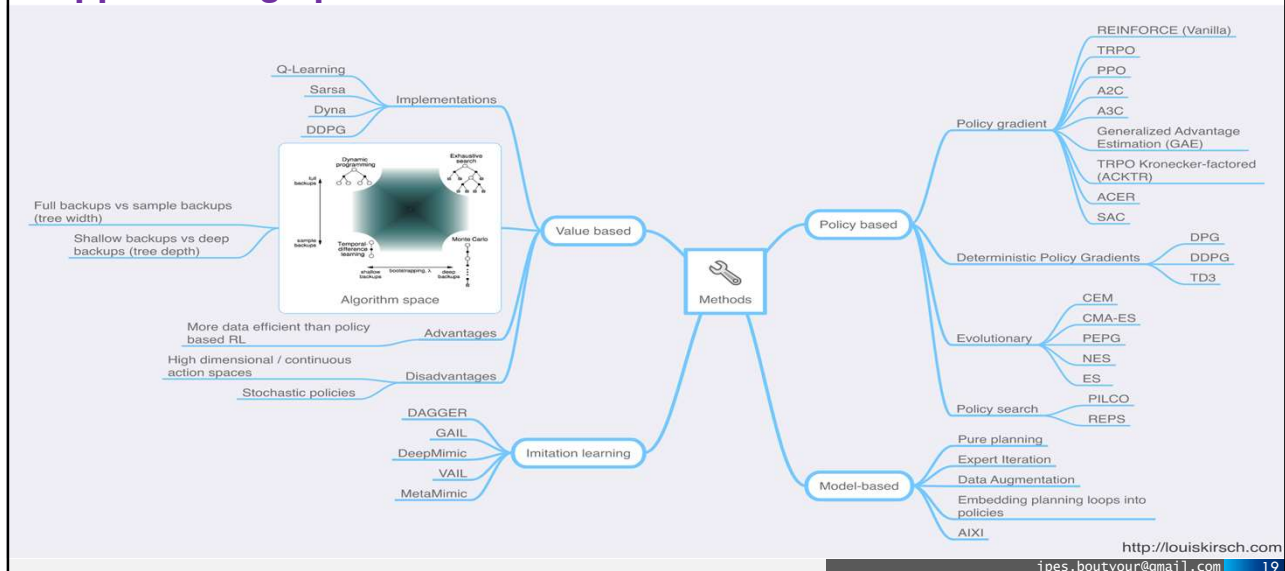 Q-Learning
Sarsa
Dyna
DDPG
Implementations
Dynamic
programming
Exhaustive
search
full
backups
sample
backups
Temporal-
difference
learning
Monte Carlo
shallow
backups
bootstrapping, λ
deep
backups
Algorithm space
Full backups vs sample backups
(tree width)
Shallow backups vs deep
backups (tree depth)
More data efficient than policy
based RL
Advantages
High dimensional / continuous
action spaces
Stochastic policies
Disadvantages
Value based
DAGGER
GAIL
DeepMimic
VAIL
MetaMimic
Imitation learning
Methods
Policy based
Policy gradient
REINFORCE (Vanilla)
TRPO
PPO
A2C
A3C
Generalized Advantage
Estimation (GAE)
TRPO Kronecker-factored
(ACKTR)
ACER
SAC
Deterministic Policy Gradients
DPG
DDPG
TD3
Evolutionary
CEM
CMA-ES
PEPG
NES
ES
Policy search
PILCO
REPS
Model-based
Pure planning
Expert Iteration
Data Augmentation
Embedding planning loops into
policies
AIXI
http://louiskirsch.com
ipes.boutyour@gmail.com 19